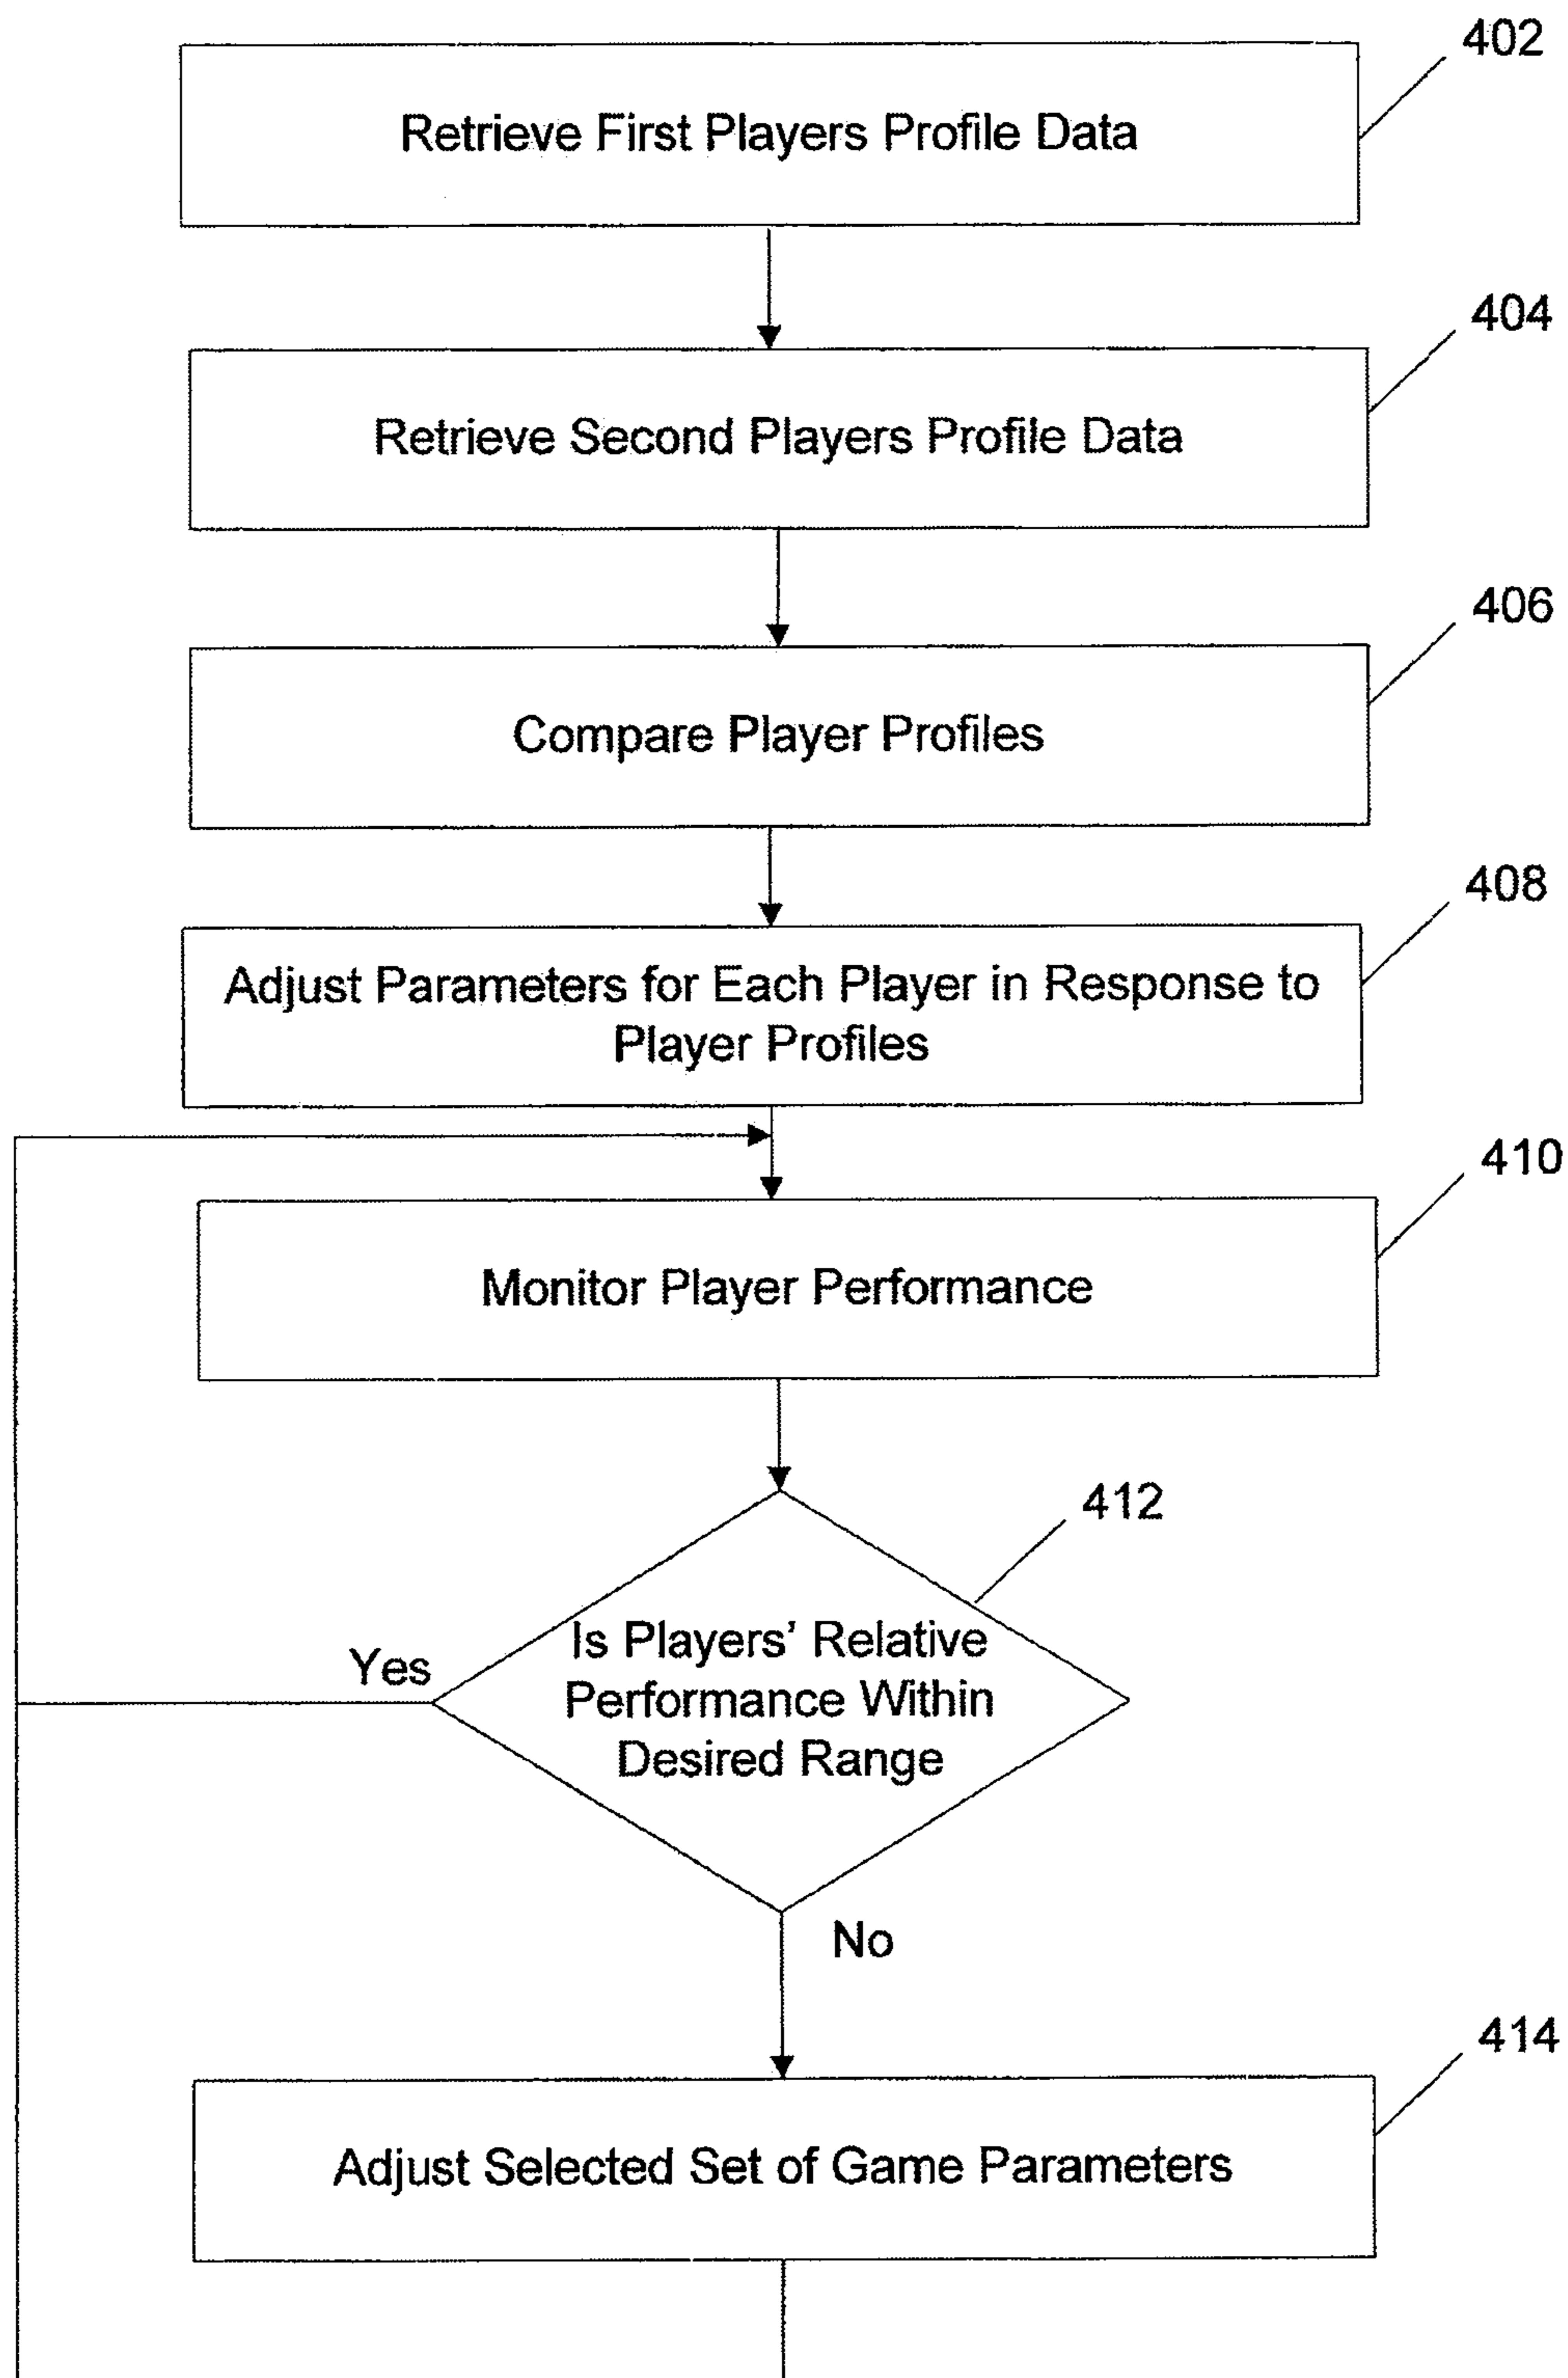 402
Retrieve First Players Profile Data
404
Retrieve Second Players Profile Data
406
Compare Player Profiles
408
Adjust Parameters for Each Player in Response to
Player Profiles
410
Monitor Player Performance
412
Is Players’ Relative
Performance Within
Desired Range
Yes
No
414
Adjust Selected Set of Game Parameters